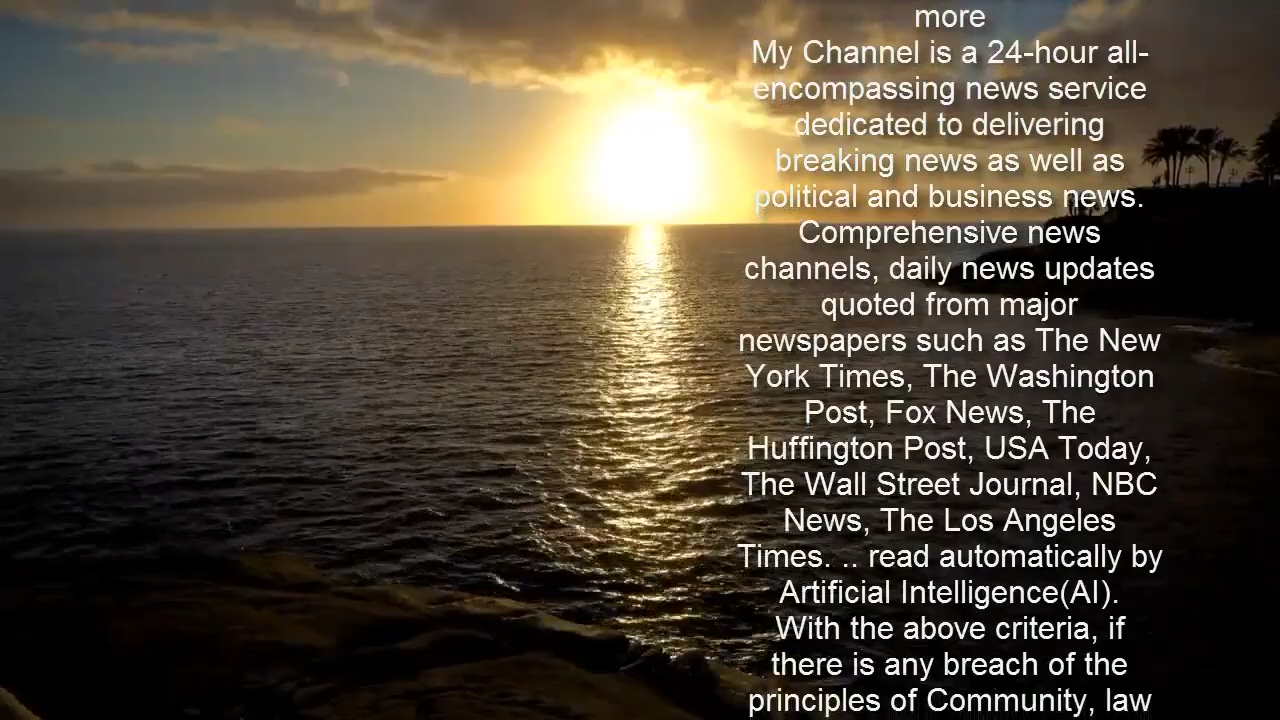 more
My Channel is a 24-hour all-
encompassing news service
dedicated to delivering
breaking news as well as
political and business news.
Comprehensive news
channels, daily news updates
quoted from major
newspapers such as The New
York Times, The Washington
Post, Fox News, The
Huffington Post, USA Today,
The Wall Street Journal, NBC
News, The Los Angeles
Times. .. read automatically by
Artificial Intelligence(AI).
With the above criteria, if
there is any breach of the
principles of Community, law